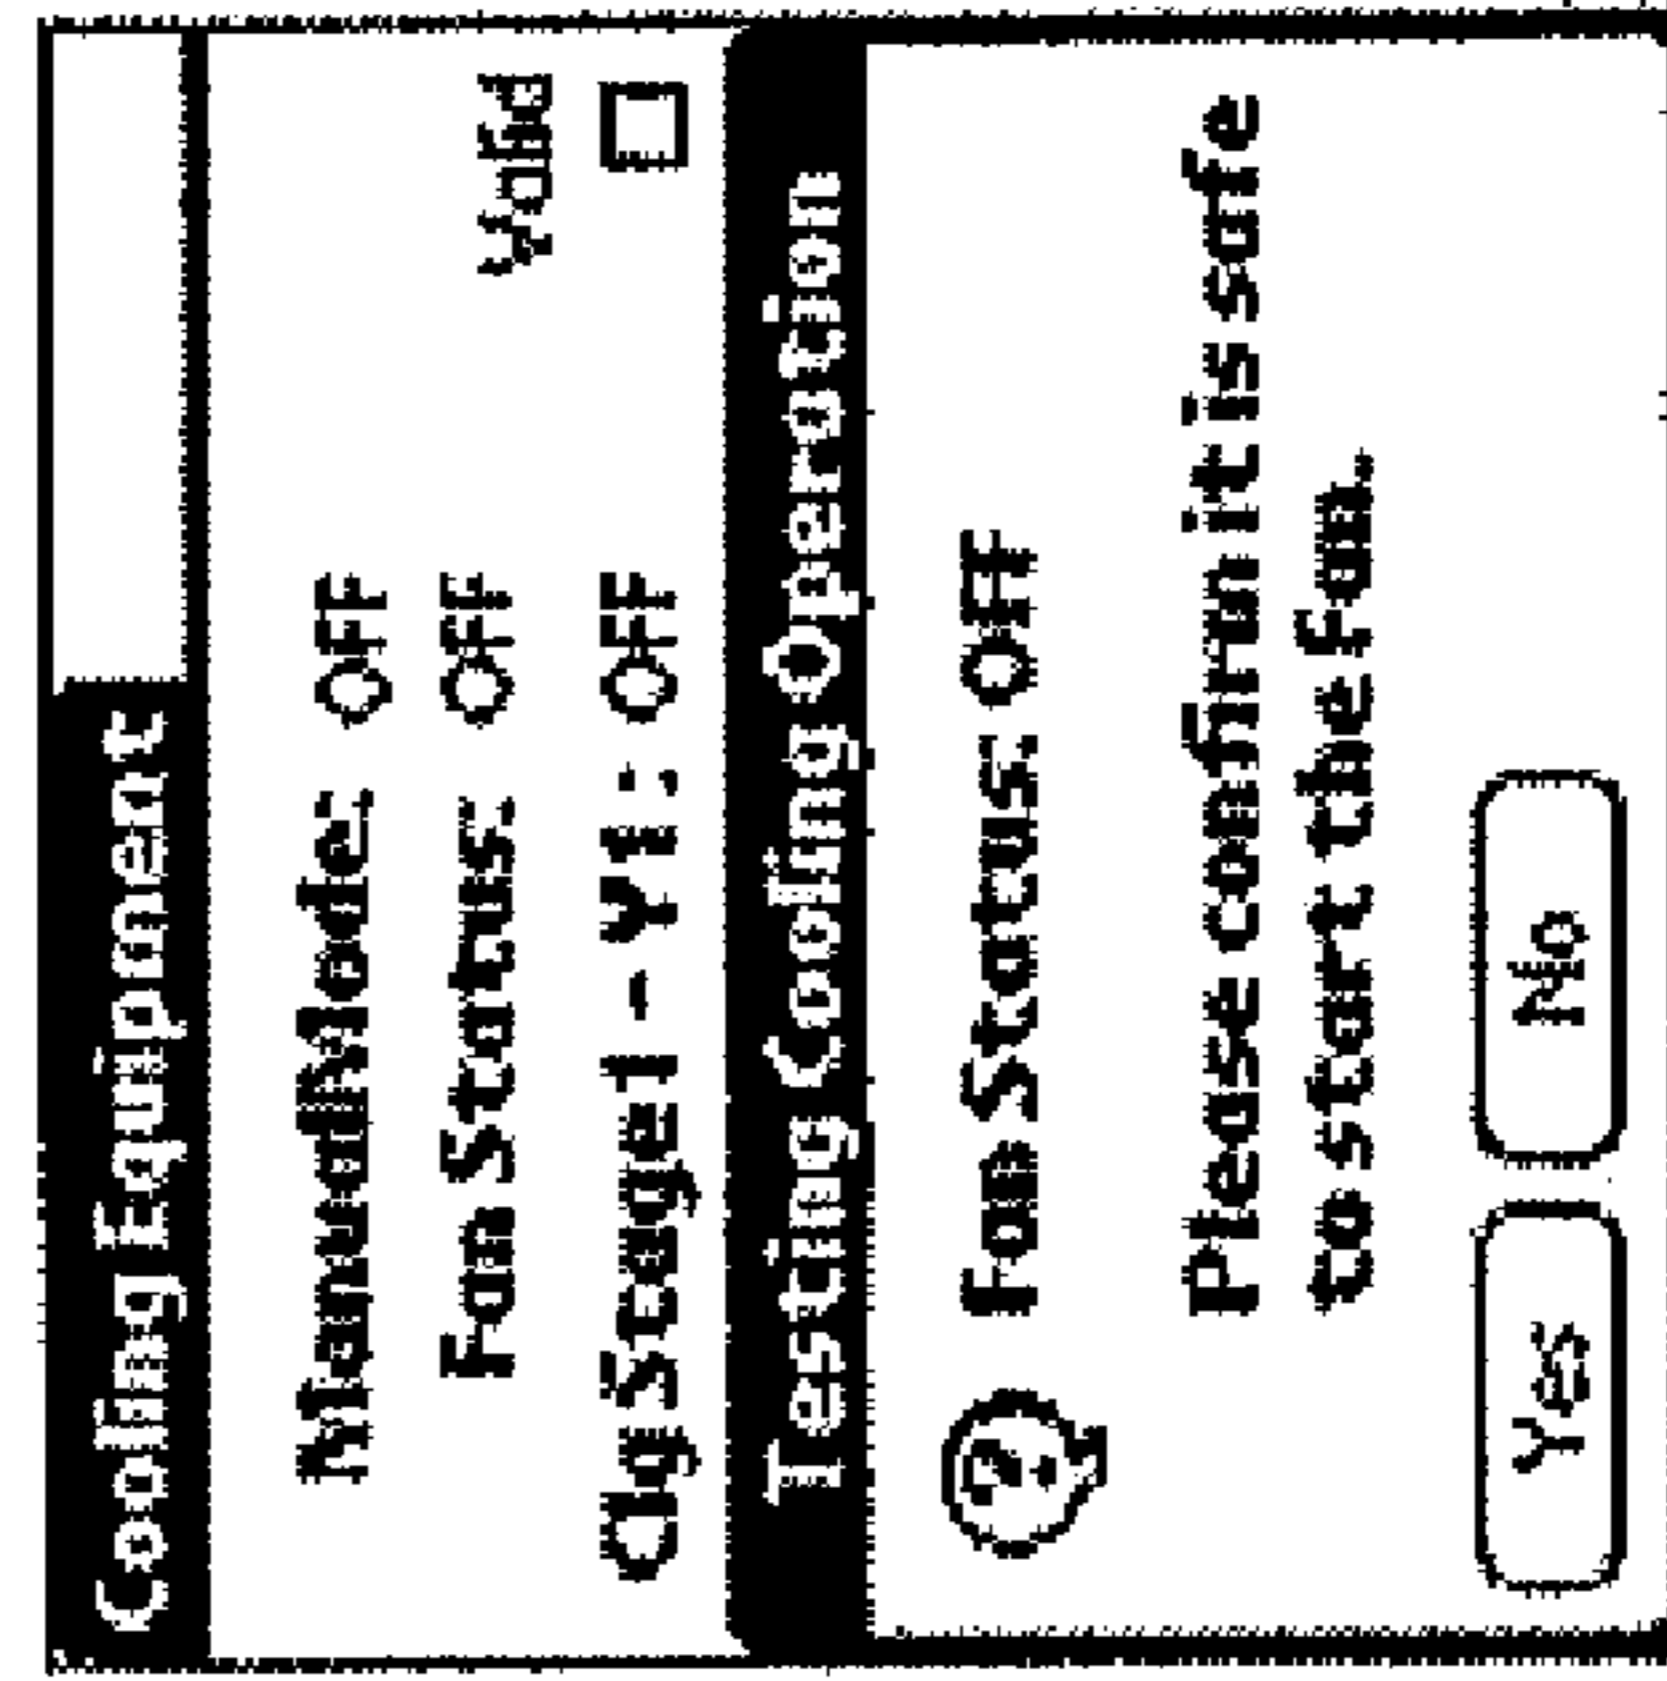 Cooling Equipment
Manual Mode: OFF
Fan Status: OFF
Valid
Clg Stage 1 - Y1: OFF
Testing Cooling Operation
Fan Status: OFF
Please confirm it is safe
to start the fan.
Yes No